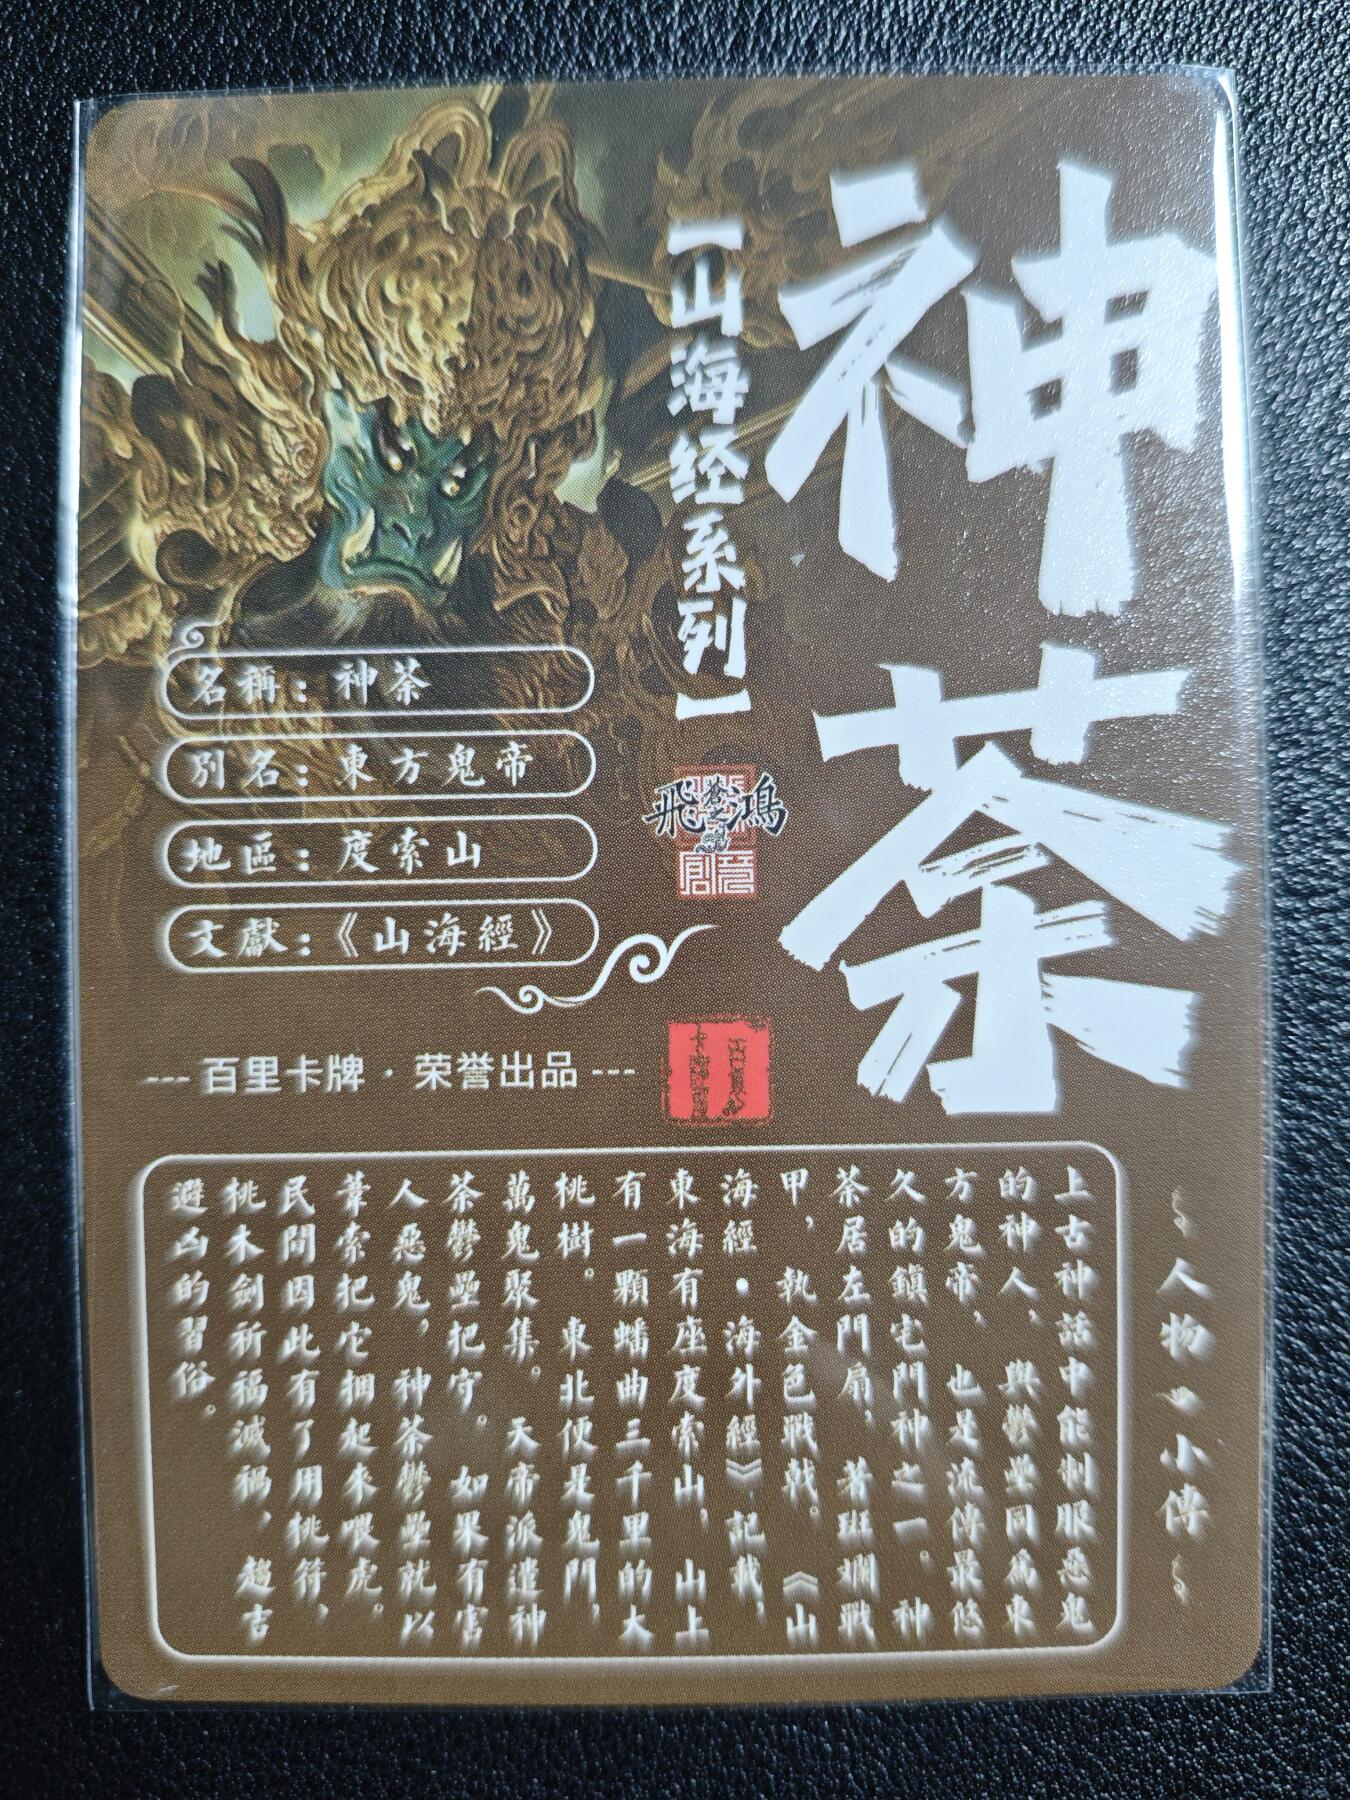 神荼
【山海经系列】
飛鴻
蒼之
創意
名稱：神荼
別名：東方鬼帝
地區：度索山
文獻：《山海經》
--- 百里卡牌 · 荣誉出品 ---
人物小傳
上古神話中能制服惡鬼
的神人，與鬱壘同爲東
方鬼帝，也是流傳最悠
久的鎮宅門神之一。神
荼居左門扇，著斑斕戰
甲，執金色戰戟。《山
海經•海外經》記載，
東海有座度索山，山上
有一顆蟠曲三千里的大
桃樹。東北便是鬼門，
萬鬼聚集。天帝派遣神
荼鬱壘把守。如果有害
人惡鬼，神荼鬱壘就以
葦索把它捆起來喂虎。
民間因此有了用桃符，
桃木劍祈福滅禍，趨吉
避凶的習俗。